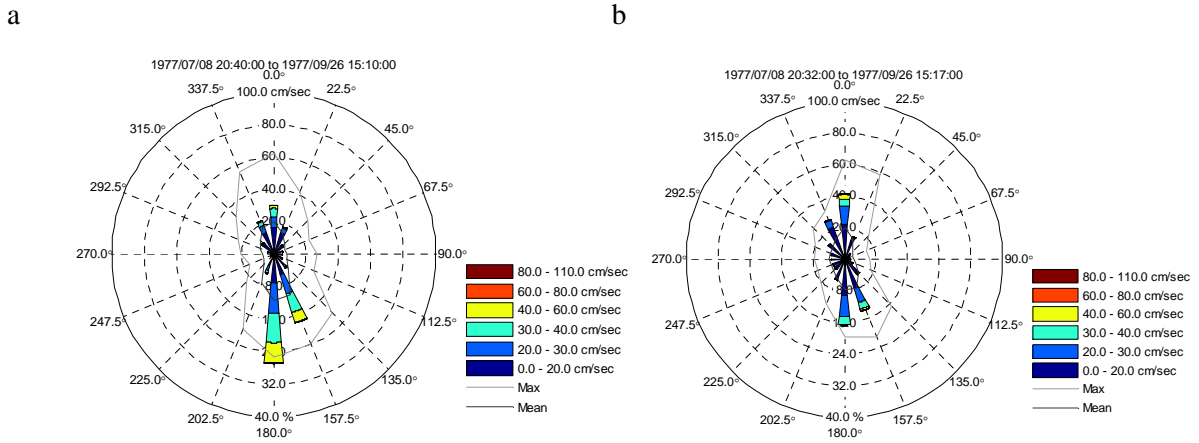 a
b
1977/07/08 20:40:00 to 1977/09/26 15:10:00
0.0°
337.5°
100.0 cm/sec
22.5°
315.0°
80.0
45.0°
60.0
292.5°
40.0
67.5°
270.0°
90.0°
247.5°
112.5°
225.0°
32.0
135.0°
202.5°
40.0 %
157.5°
180.0°
80.0 - 110.0 cm/sec
60.0 - 80.0 cm/sec
40.0 - 60.0 cm/sec
30.0 - 40.0 cm/sec
20.0 - 30.0 cm/sec
0.0 - 20.0 cm/sec
Max
Mean
1977/07/08 20:32:00 to 1977/09/26 15:17:00
0.0°
337.5°
100.0 cm/sec
22.5°
315.0°
80.0
45.0°
60.0
292.5°
67.5°
270.0°
90.0°
247.5°
112.5°
24.0
225.0°
32.0
135.0°
202.5°
40.0 %
157.5°
180.0°
80.0 - 110.0 cm/sec
60.0 - 80.0 cm/sec
40.0 - 60.0 cm/sec
30.0 - 40.0 cm/sec
20.0 - 30.0 cm/sec
0.0 - 20.0 cm/sec
Max
Mean